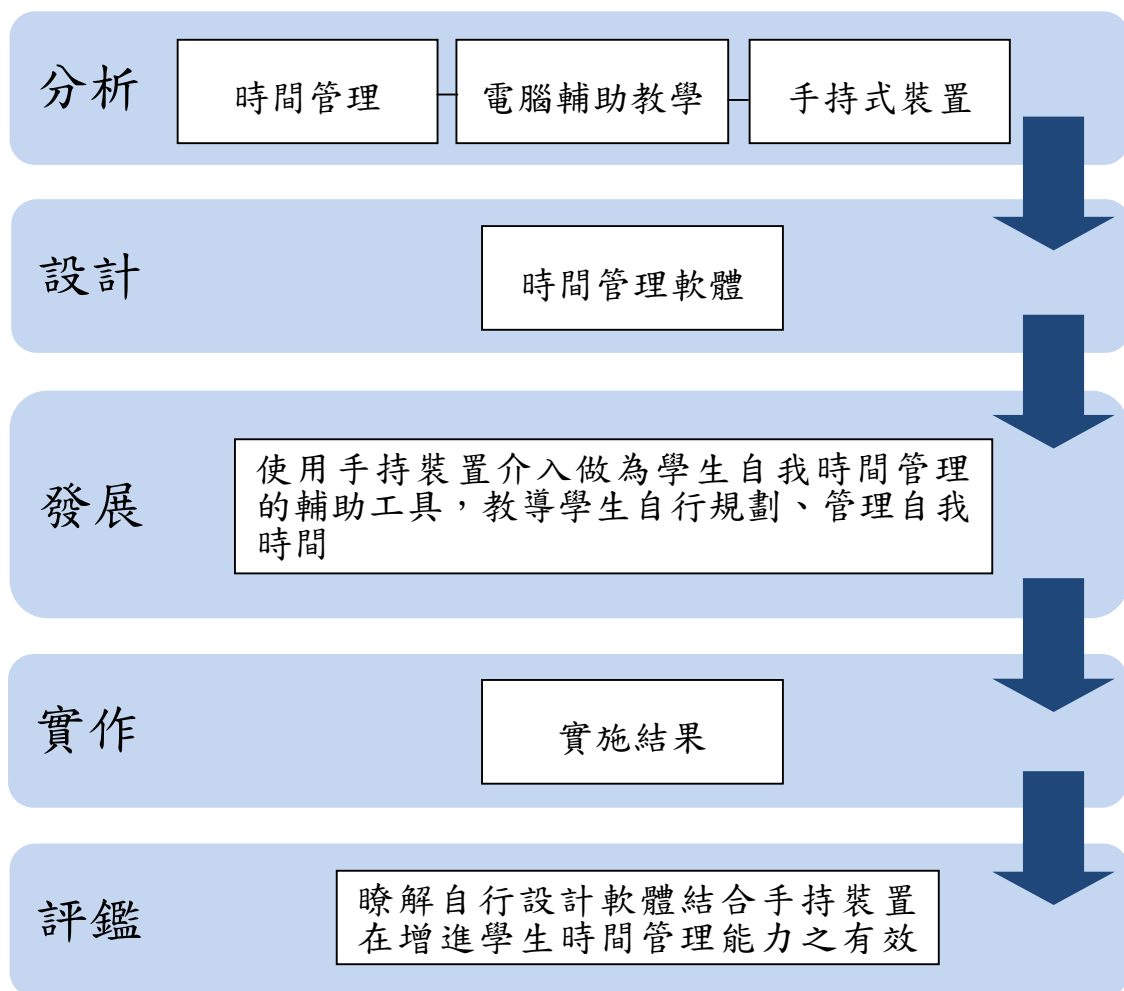 分析
時間管理
電腦輔助教學
手持式裝置
設計
時間管理軟體
發展
使用手持裝置介入做為學生自我時間管理
的輔助工具，教導學生自行規劃、管理自我
時間
實作
實施結果
評鑑
瞭解自行設計軟體結合手持裝置
在增進學生時間管理能力之有效